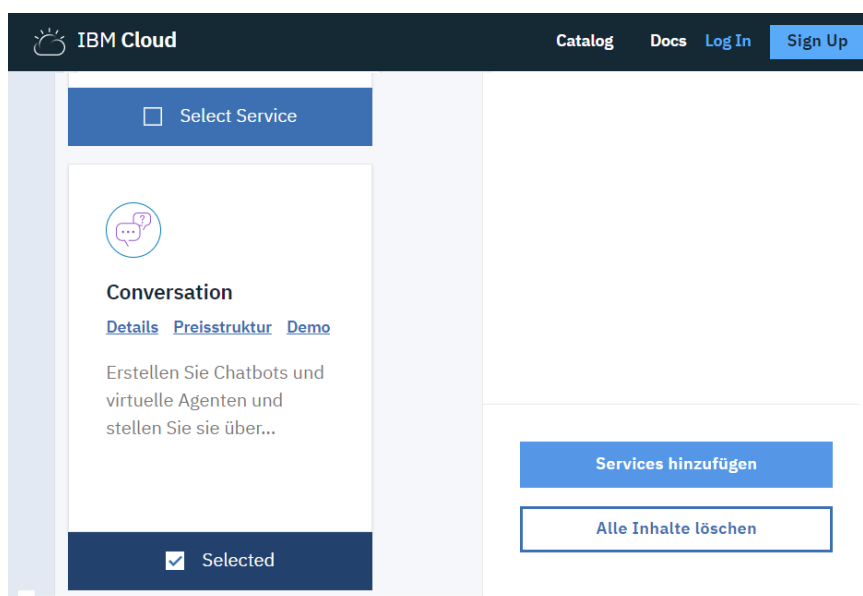 IBM Cloud Catalog Docs Log In Sign Up
Select Service
Conversation
Details Preisstruktur Demo
Erstellen Sie Chatbots und
virtuelle Agenten und
stellen Sie sie über...
Selected
Services hinzufügen
Alle Inhalte löschen